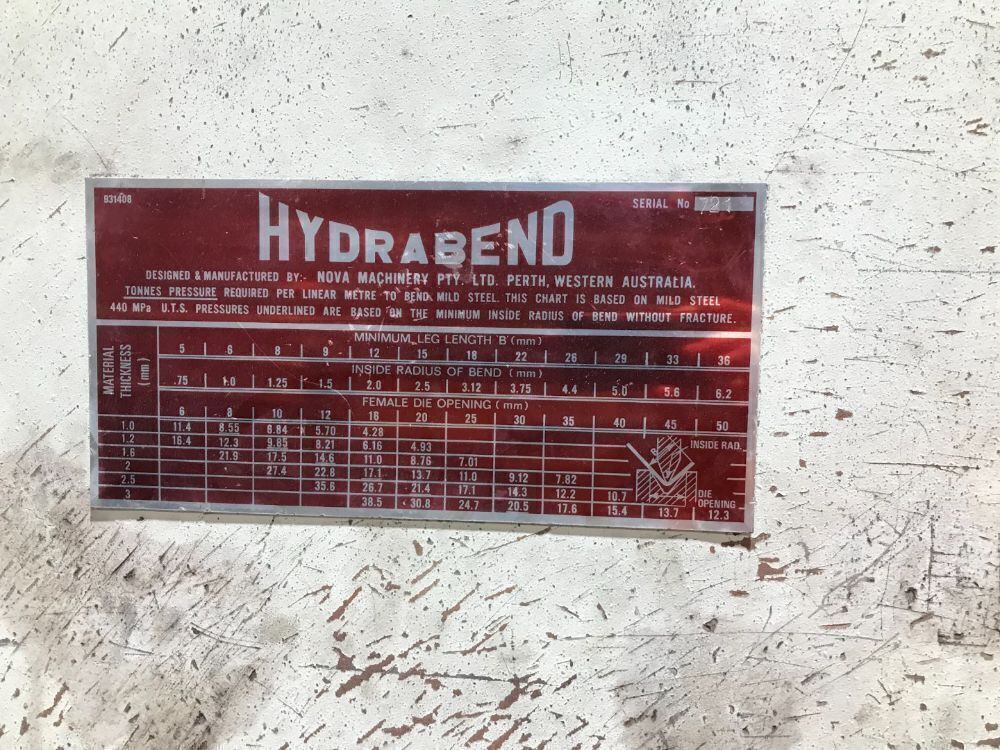 931408
SERIAL No 721
HYDRABEND
DESIGNED & MANUFACTURED BY:- NOVA MACHINERY PTY. LTD. PERTH, WESTERN AUSTRALIA.
TONNES PRESSURE REQUIRED PER LINEAR METRE TO BEND MILD STEEL. THIS CHART IS BASED ON MILD STEEL
440 MPa U.T.S. PRESSURES UNDERLINED ARE BASED ON THE MINIMUM INSIDE RADIUS OF BEND WITHOUT FRACTURE.
MATERIAL
THICKNESS
(mm)
MINIMUM LEG LENGTH 'B' (mm)
5 6 8 9 12 15 18 22 26 29 33 36
INSIDE RADIUS OF BEND (mm)
.75 1.0 1.25 1.5 2.0 2.5 3.12 3.75 4.4 5.0 5.6 6.2
FEMALE DIE OPENING (mm)
6 8 10 12 16 20 25 30 35 40 45 50
1.0 11.4 8.55 6.84 5.70 4.28
1.2 16.4 12.3 9.85 8.21 6.16 4.93
1.6 21.9 17.5 14.6 11.0 8.76 7.01
2 27.4 22.8 17.1 13.7 11.0 9.12 7.82
2.5 35.6 26.7 21.4 17.1 14.3 12.2 10.7
3 38.5 30.8 24.7 20.5 17.6 15.4 13.7 12.3
INSIDE RAD.
B
DIE
OPENING